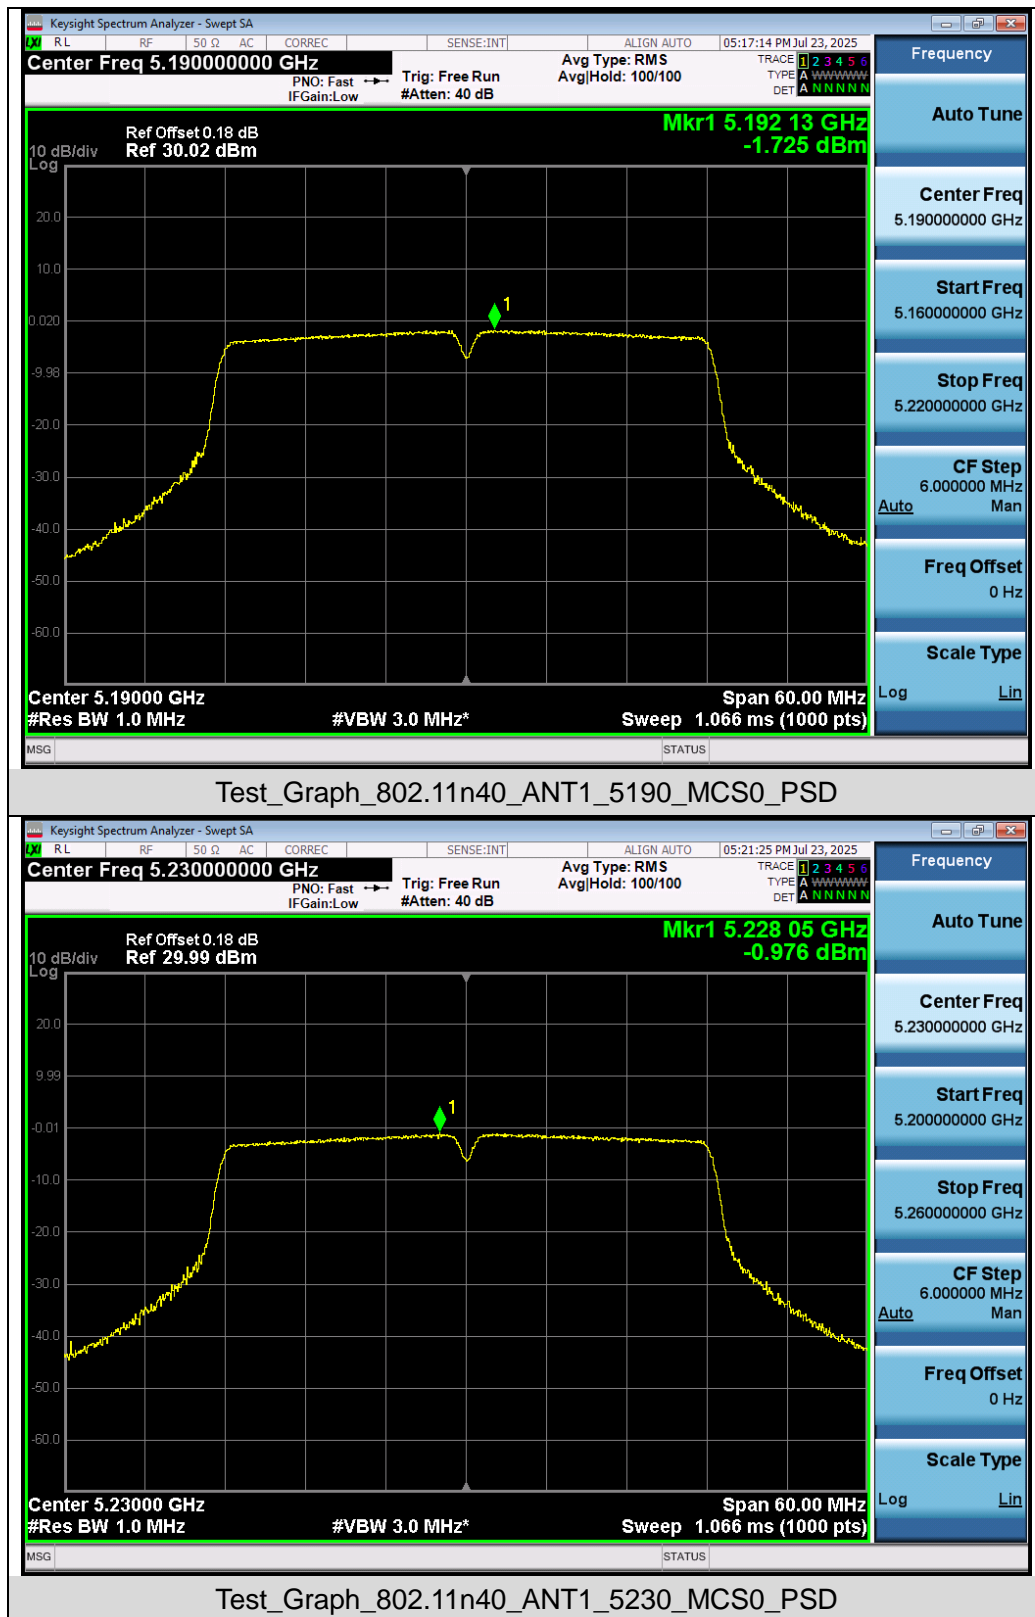 Keysight Spectrum Analyzer - Swept SA
LXI RL RF 50 Ω AC CORREC SENSE:INT ALIGN AUTO 05:17:14 PM Jul 23, 2025
Center Freq 5.190000000 GHz
PNO: Fast
IFGain:Low
Trig: Free Run
#Atten: 40 dB
Avg Type: RMS
Avg|Hold: 100/100
TRACE 1 2 3 4 5 6
TYPE A WWWWW
DET A N N N N N
Frequency
Auto Tune
Center Freq
5.190000000 GHz
Start Freq
5.160000000 GHz
Stop Freq
5.220000000 GHz
CF Step
6.000000 MHz
Auto Man
Freq Offset
0 Hz
Scale Type
Log Lin
Ref Offset 0.18 dB
10 dB/div Ref 30.02 dBm
Log
Mkr1 5.192 13 GHz
-1.725 dBm
20.0
10.0
1
0.020
-9.98
-20.0
-30.0
-40.0
-50.0
-60.0
Center 5.19000 GHz Span 60.00 MHz
#Res BW 1.0 MHz #VBW 3.0 MHz* Sweep 1.066 ms (1000 pts)
MSG STATUS
Test_Graph_802.11n40_ANT1_5190_MCS0_PSD
Keysight Spectrum Analyzer - Swept SA
LXI RL RF 50 Ω AC CORREC SENSE:INT ALIGN AUTO 05:21:25 PM Jul 23, 2025
Center Freq 5.230000000 GHz
PNO: Fast
IFGain:Low
Trig: Free Run
#Atten: 40 dB
Avg Type: RMS
Avg|Hold: 100/100
TRACE 1 2 3 4 5 6
TYPE A WWWWW
DET A N N N N N
Frequency
Auto Tune
Center Freq
5.230000000 GHz
Start Freq
5.200000000 GHz
Stop Freq
5.260000000 GHz
CF Step
6.000000 MHz
Auto Man
Freq Offset
0 Hz
Scale Type
Log Lin
Ref Offset 0.18 dB
10 dB/div Ref 29.99 dBm
Log
Mkr1 5.228 05 GHz
-0.976 dBm
20.0
9.99
1
-0.01
-10.0
-20.0
-30.0
-40.0
-50.0
-60.0
Center 5.23000 GHz Span 60.00 MHz
#Res BW 1.0 MHz #VBW 3.0 MHz* Sweep 1.066 ms (1000 pts)
MSG STATUS
Test_Graph_802.11n40_ANT1_5230_MCS0_PSD